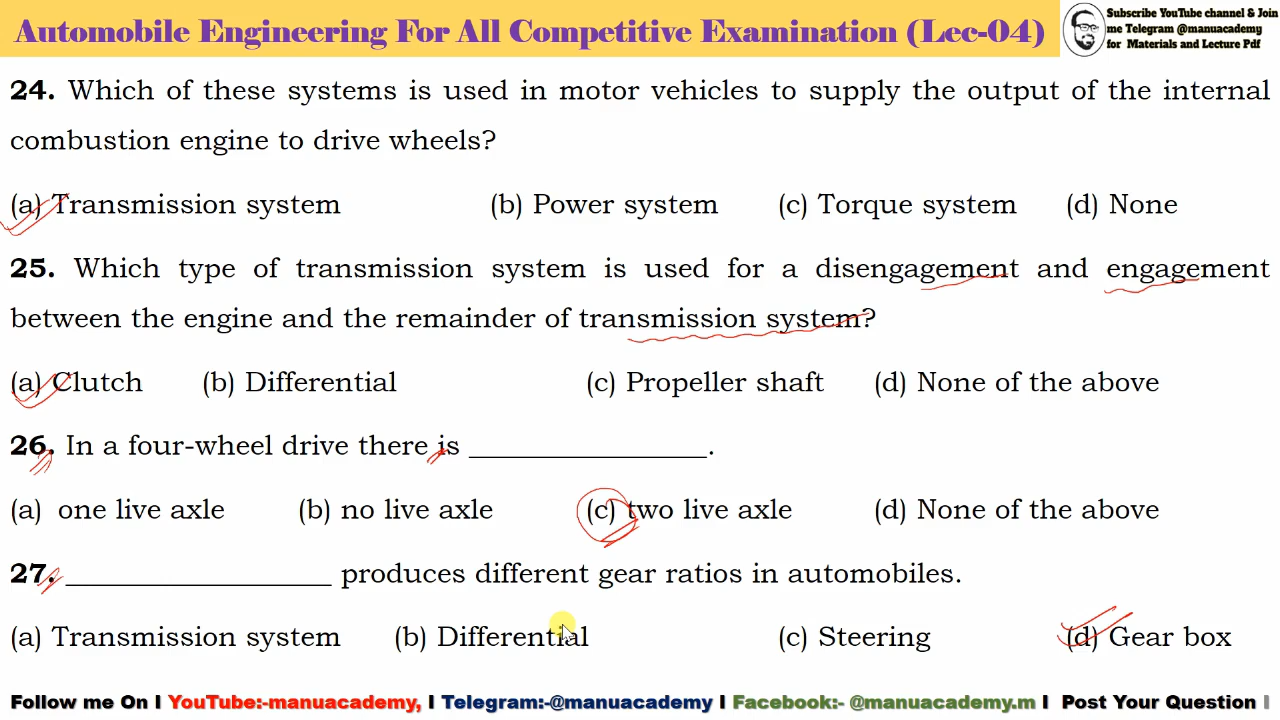 Automobile Engineering For All Competitive Examination (Lec-04)
Subscribe YouTube channel & Join
me Telegram @manuacademy
for Materials and Lecture Pdf
24. Which of these systems is used in motor vehicles to supply the output of the internal
combustion engine to drive wheels?
(a) Transmission system (b) Power system (c) Torque system (d) None
25. Which type of transmission system is used for a disengagement and engagement
between the engine and the remainder of transmission system?
(a) Clutch (b) Differential (c) Propeller shaft (d) None of the above
26. In a four-wheel drive there is _________________.
(a) one live axle (b) no live axle (c) two live axle (d) None of the above
27. ___________________ produces different gear ratios in automobiles.
(a) Transmission system (b) Differential (c) Steering (d) Gear box
Follow me On I YouTube:-manuacademy, I Telegram:-@manuacademy I Facebook:- @manuacademy.m I Post Your Question I